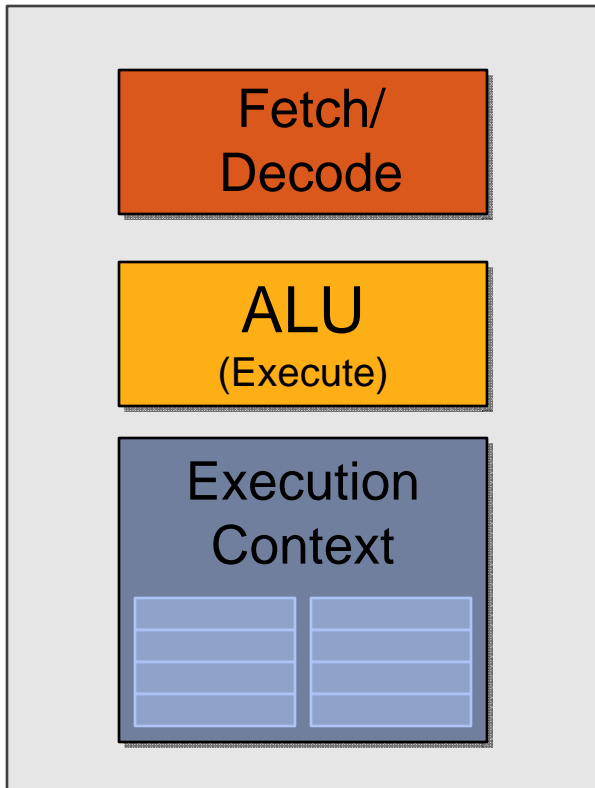 Fetch/
Decode
ALU
(Execute)
Execution
Context